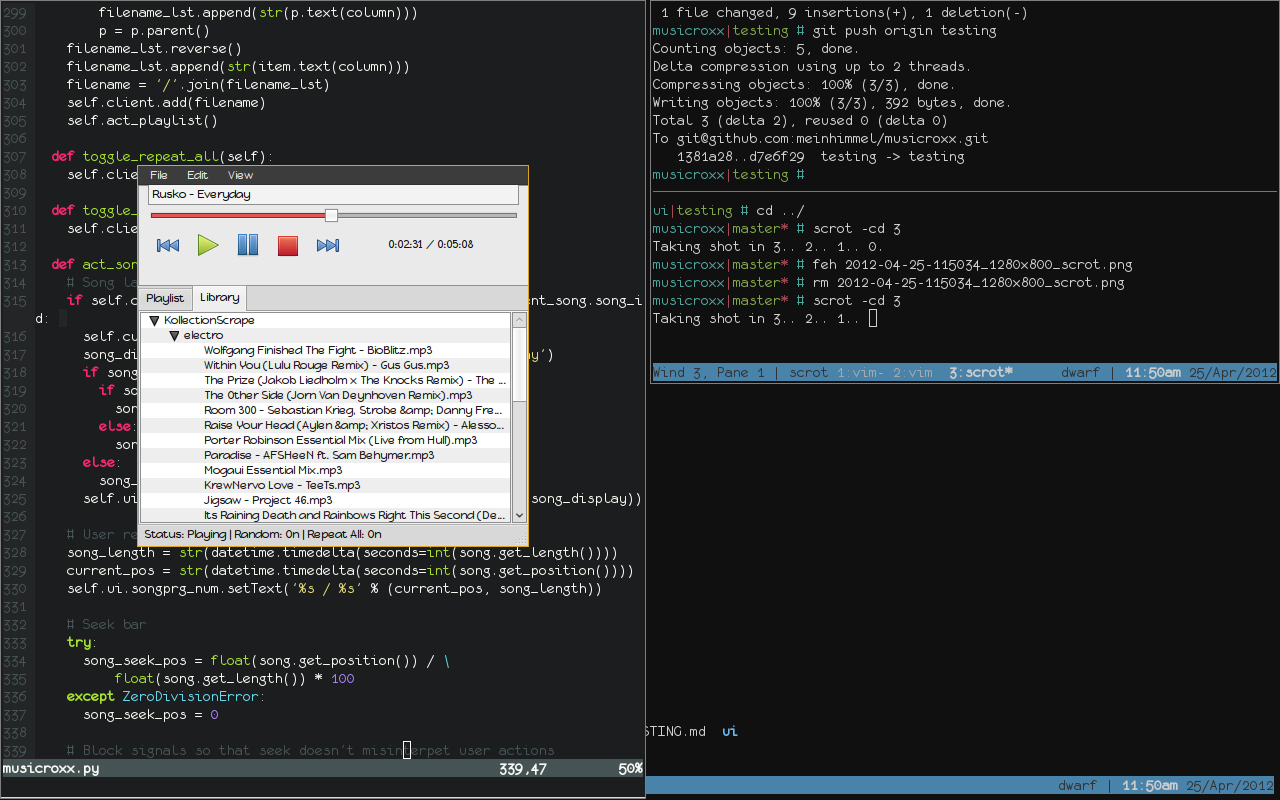 299 filename_lst.append(str(p.text(column)))
300 p = p.parent()
301 filename_lst.reverse()
302 filename_lst.append(str(item.text(column)))
303 filename = '/'.join(filename_lst)
304 self.client.add(filename)
305 self.act_playlist()
306
307 def toggle_repeat_all(self):
308 self.clie
309
310 def toggle_
311 self.clie
312
313 def act_son
314 # Song la
315 if self.c
nt_song.song_i
d:
316 self.cu
317 song_di
y')
318 if song
319 if so
320 son
321 else:
322 son
323 else:
324 song_
325 self.ui
song_display))
326
327 # User re
328 song_length = str(datetime.timedelta(seconds=int(song.get_length())))
329 current_pos = str(datetime.timedelta(seconds=int(song.get_position())))
330 self.ui.songprg_num.setText('%s / %s' % (current_pos, song_length))
331
332 # Seek bar
333 try:
334 song_seek_pos = float(song.get_position()) / \
335 float(song.get_length()) * 100
336 except ZeroDivisionError:
337 song_seek_pos = 0
338
339 # Block signals so that seek doesn't misinterpet user actions
musicroxx.py 339,47 50%
File Edit View
Rusko - Everyday
0:02:31 / 0:05:08
Playlist Library
KollectionScrape
electro
Wolfgang Finished The Fight - BioBlitz.mp3
Within You (Lulu Rouge Remix) - Gus Gus.mp3
The Prize (Jakob Liedholm x The Knocks Remix) - The ...
The Other Side (Jorn Van Deynhoven Remix).mp3
Room 300 - Sebastian Krieg, Strobe &amp; Danny Fre...
Raise Your Head (Aylen &amp; Xristos Remix) - Alesso...
Porter Robinson Essential Mix (Live from Hull).mp3
Paradise - AFSHeeN ft. Sam Behymer.mp3
Mogaui Essential Mix.mp3
KrewNervo Love - TeeTs.mp3
Jigsaw - Project 46.mp3
Its Raining Death and Rainbows Right This Second (De...
Status: Playing | Random: On | Repeat All: On
1 file changed, 9 insertions(+), 1 deletion(-)
musicroxx|testing # git push origin testing
Counting objects: 5, done.
Delta compression using up to 2 threads.
Compressing objects: 100% (3/3), done.
Writing objects: 100% (3/3), 392 bytes, done.
Total 3 (delta 2), reused 0 (delta 0)
To git@github.com:meinhimmel/musicroxx.git
1381a28..d7e6f29 testing -> testing
musicroxx|testing #
ui|testing # cd ../
musicroxx|master* # scrot -cd 3
Taking shot in 3.. 2.. 1.. 0.
musicroxx|master* # feh 2012-04-25-115034_1280x800_scrot.png
musicroxx|master* # rm 2012-04-25-115034_1280x800_scrot.png
musicroxx|master* # scrot -cd 3
Taking shot in 3.. 2.. 1..
Wind 3, Pane 1 | scrot 1:vim- 2:vim 3:scrot* dwarf | 11:50am 25/Apr/2012
STING.md ui
dwarf | 11:50am 25/Apr/2012